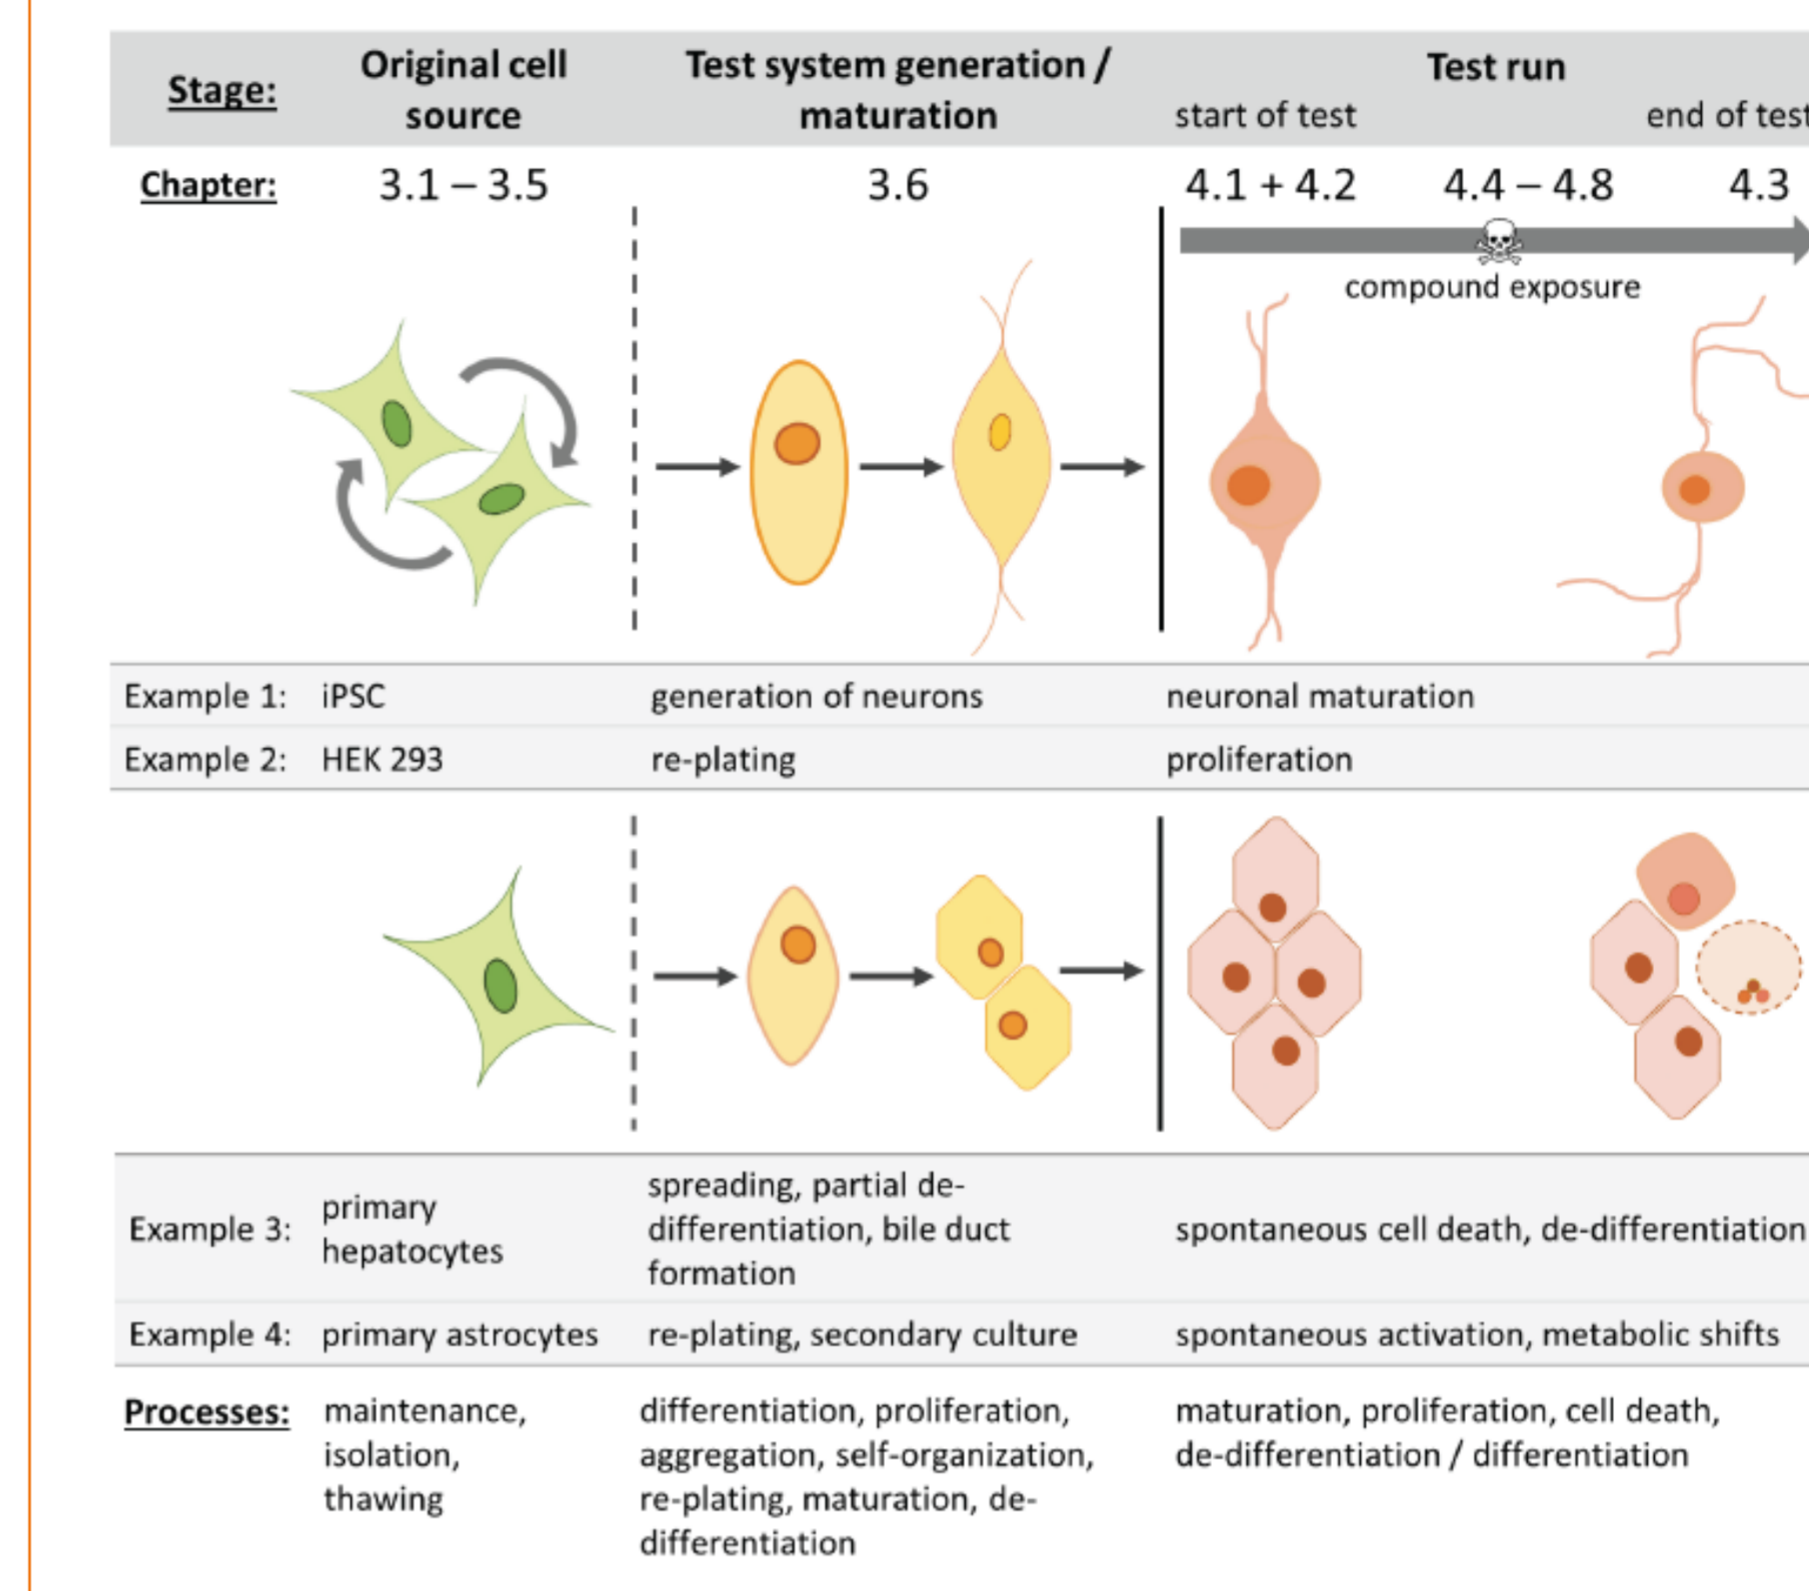 Stage: Original cell source Test system generation / maturation Test run start of test end of test
Chapter: 3.1 – 3.5 3.6 4.1 + 4.2 4.4 – 4.8 4.3
compound exposure
Example 1: iPSC generation of neurons neuronal maturation
Example 2: HEK 293 re-plating proliferation
Example 3: primary hepatocytes spreading, partial de-differentiation, bile duct formation spontaneous cell death, de-differentiation
Example 4: primary astrocytes re-plating, secondary culture spontaneous activation, metabolic shifts
Processes: maintenance, isolation, thawing differentiation, proliferation, aggregation, self-organization, re-plating, maturation, de-differentiation maturation, proliferation, cell death, de-differentiation / differentiation